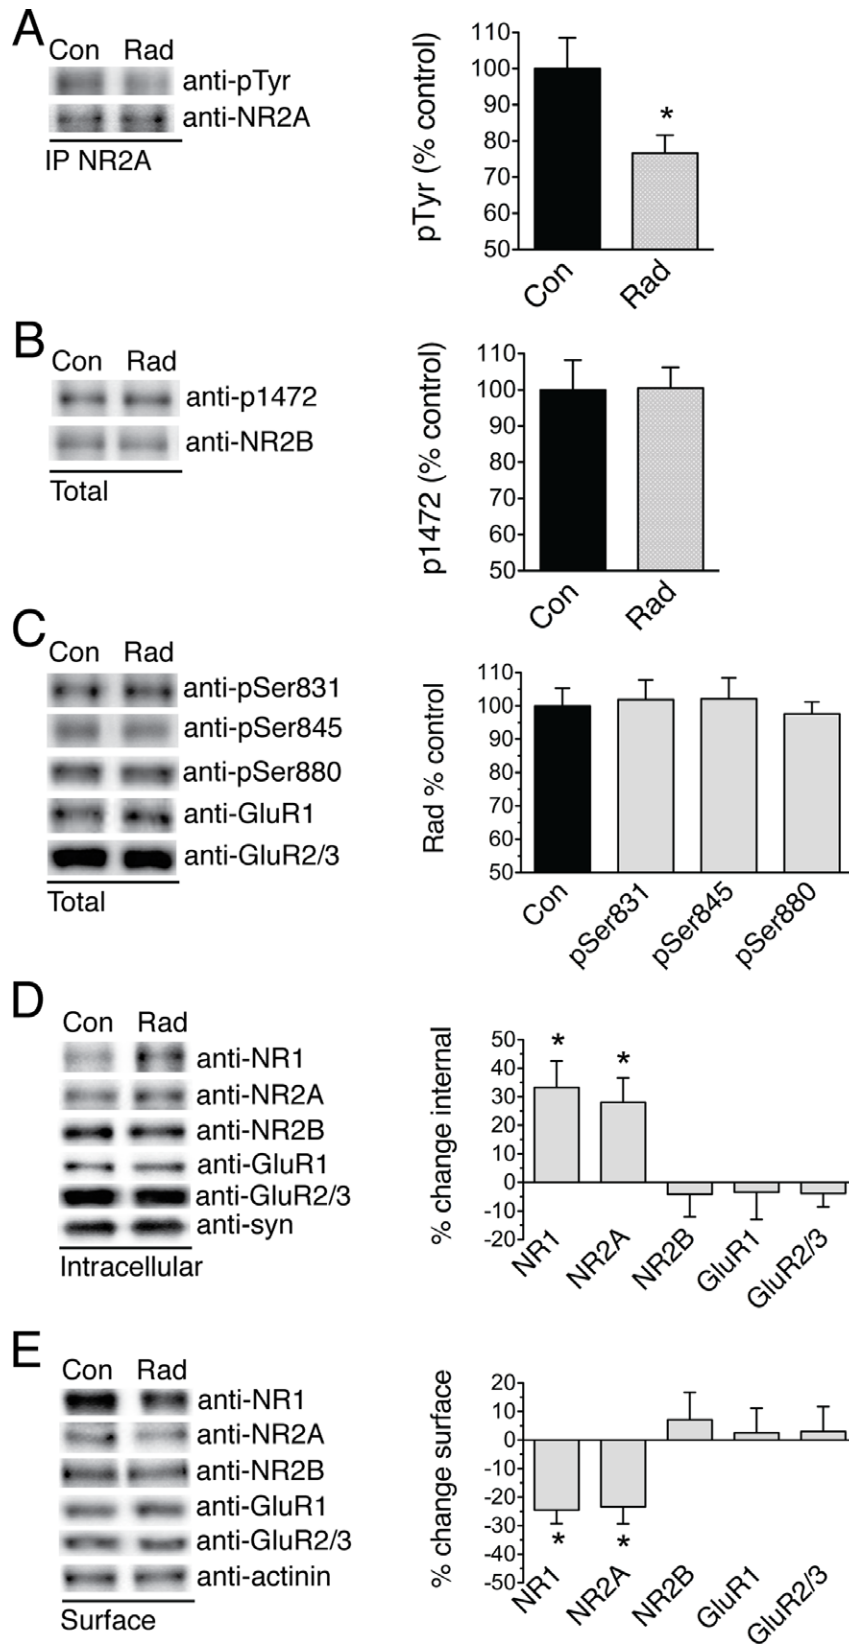 A
Con Rad
anti-pTyr
anti-NR2A
IP NR2A
pTyr (% control)
110
100
90
80
70
60
50
*
Con Rad
B
Con Rad
anti-p1472
anti-NR2B
Total
p1472 (% control)
110
100
90
80
70
60
50
Con Rad
C
Con Rad
anti-pSer831
anti-pSer845
anti-pSer880
anti-GluR1
anti-GluR2/3
Total
Rad % control
110
100
90
80
70
60
50
Con pSer831 pSer845 pSer880
D
Con Rad
anti-NR1
anti-NR2A
anti-NR2B
anti-GluR1
anti-GluR2/3
anti-syn
Intracellular
% change internal
50
40
30
20
10
0
-10
-20
* *
NR1 NR2A NR2B GluR1 GluR2/3
E
Con Rad
anti-NR1
anti-NR2A
anti-NR2B
anti-GluR1
anti-GluR2/3
anti-actinin
Surface
% change surface
20
10
0
-10
-20
-30
-40
-50
* *
NR1 NR2A NR2B GluR1 GluR2/3